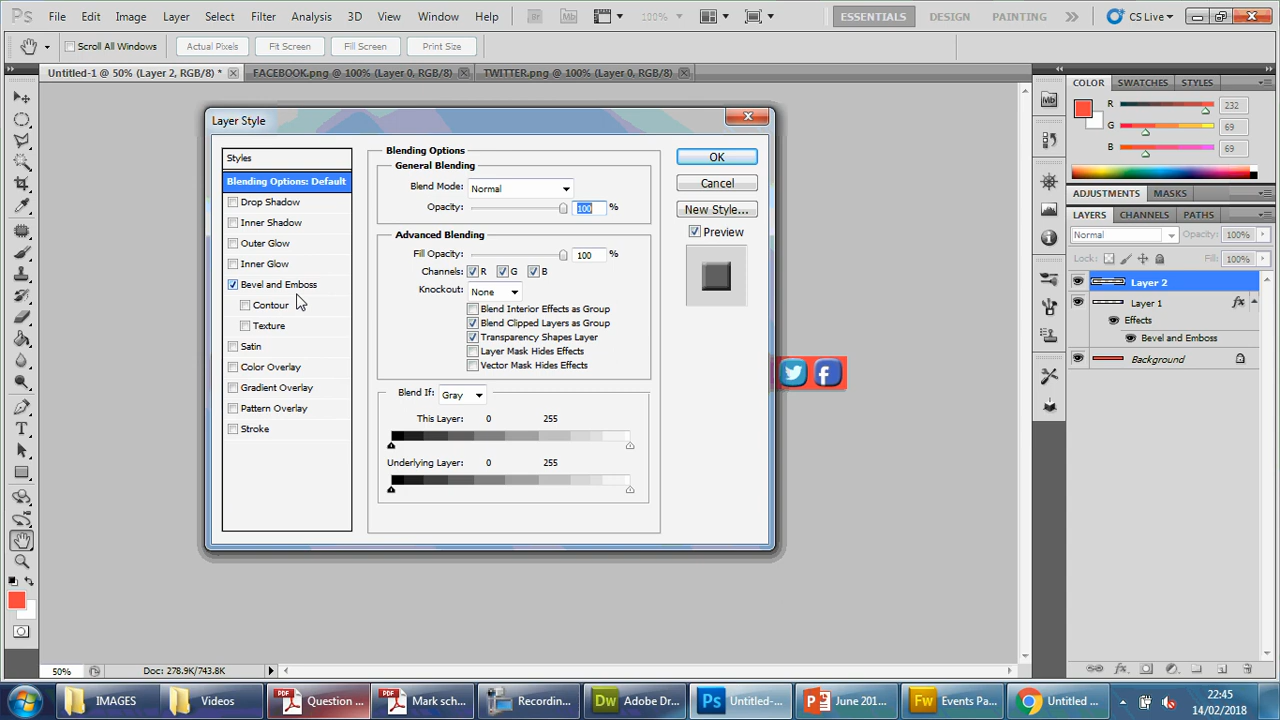 Ps File Edit Image Layer Select Filter Analysis 3D View Window Help Br Mb 100% ESSENTIALS DESIGN PAINTING CS Live
Scroll All Windows Actual Pixels Fit Screen Fill Screen Print Size
Untitled-1 @ 50% (Layer 2, RGB/8) * FACEBOOK.png @ 100% (Layer 0, RGB/8) TWITTER.png @ 100% (Layer 0, RGB/8)
Layer Style
Styles
Blending Options: Default
Drop Shadow
Inner Shadow
Outer Glow
Inner Glow
Bevel and Emboss
Contour
Texture
Satin
Color Overlay
Gradient Overlay
Pattern Overlay
Stroke
Blending Options
General Blending
Blend Mode: Normal
Opacity: 100 %
Advanced Blending
Fill Opacity: 100 %
Channels: R G B
Knockout: None
Blend Interior Effects as Group
Blend Clipped Layers as Group
Transparency Shapes Layer
Layer Mask Hides Effects
Vector Mask Hides Effects
Blend If: Gray
This Layer: 0 255
Underlying Layer: 0 255
OK
Cancel
New Style...
Preview
COLOR SWATCHES STYLES
R 232
G 69
B 69
ADJUSTMENTS MASKS
LAYERS CHANNELS PATHS
Normal Opacity: 100%
Lock: Fill: 100%
Layer 2
Layer 1 fx
Effects
Bevel and Emboss
Background
Mb
50% Doc: 278.9K/743.8K
IMAGES Videos Question ... Mark sch... Recording... Adobe Dr... Untitled-... June 201... Events Pa... Untitled ...
22:45
14/02/2018